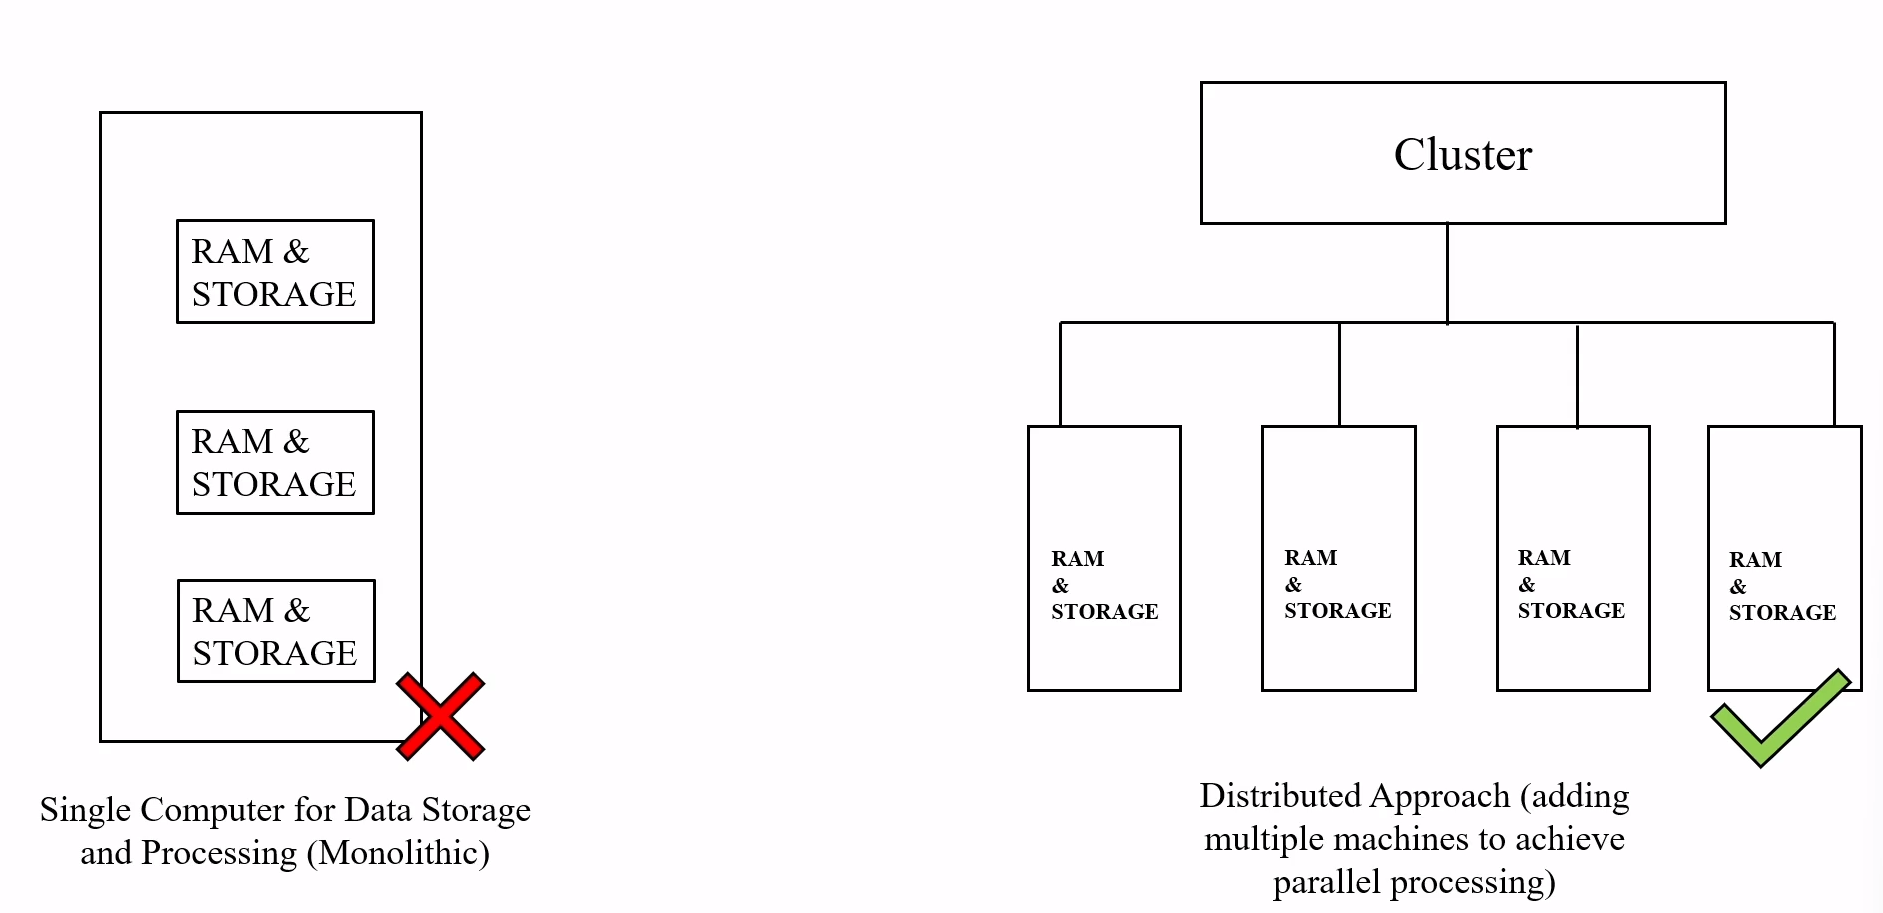 RAM &
STORAGE
RAM &
STORAGE
RAM &
STORAGE
Single Computer for Data Storage
and Processing (Monolithic)
Cluster
RAM
&
STORAGE
RAM
&
STORAGE
RAM
&
STORAGE
RAM
&
STORAGE
Distributed Approach (adding
multiple machines to achieve
parallel processing)